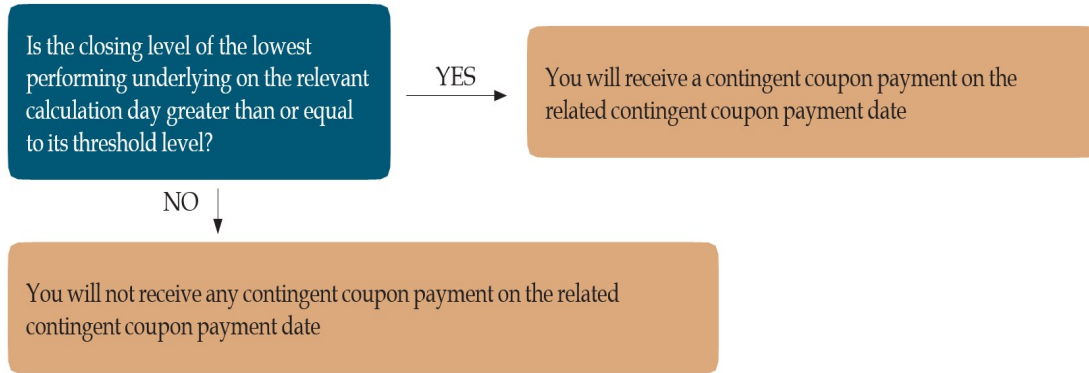 Is the closing level of the lowest
performing underlying on the relevant
calculation day greater than or equal
to its threshold level?
YES
You will receive a contingent coupon payment on the
related contingent coupon payment date
NO
You will not receive any contingent coupon payment on the related
contingent coupon payment date